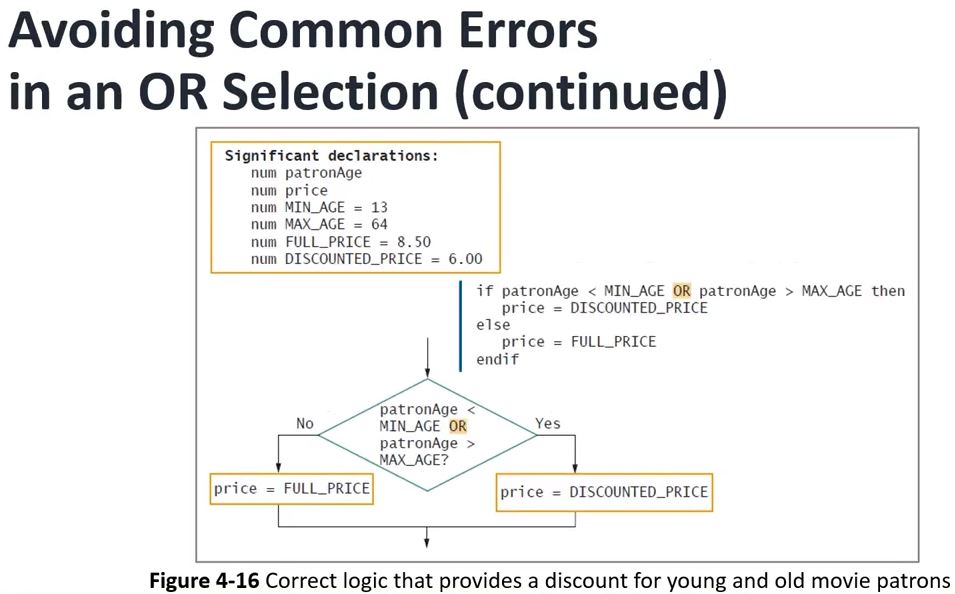 Avoiding Common Errors
in an OR Selection (continued)
Significant declarations:
num patronAge
num price
num MIN_AGE = 13
num MAX_AGE = 64
num FULL_PRICE = 8.50
num DISCOUNTED_PRICE = 6.00
if patronAge < MIN_AGE OR patronAge > MAX_AGE then
price = DISCOUNTED_PRICE
else
price = FULL_PRICE
endif
patronAge <
MIN_AGE OR
patronAge >
MAX_AGE?
No
Yes
price = FULL_PRICE
price = DISCOUNTED_PRICE
Figure 4-16 Correct logic that provides a discount for young and old movie patrons